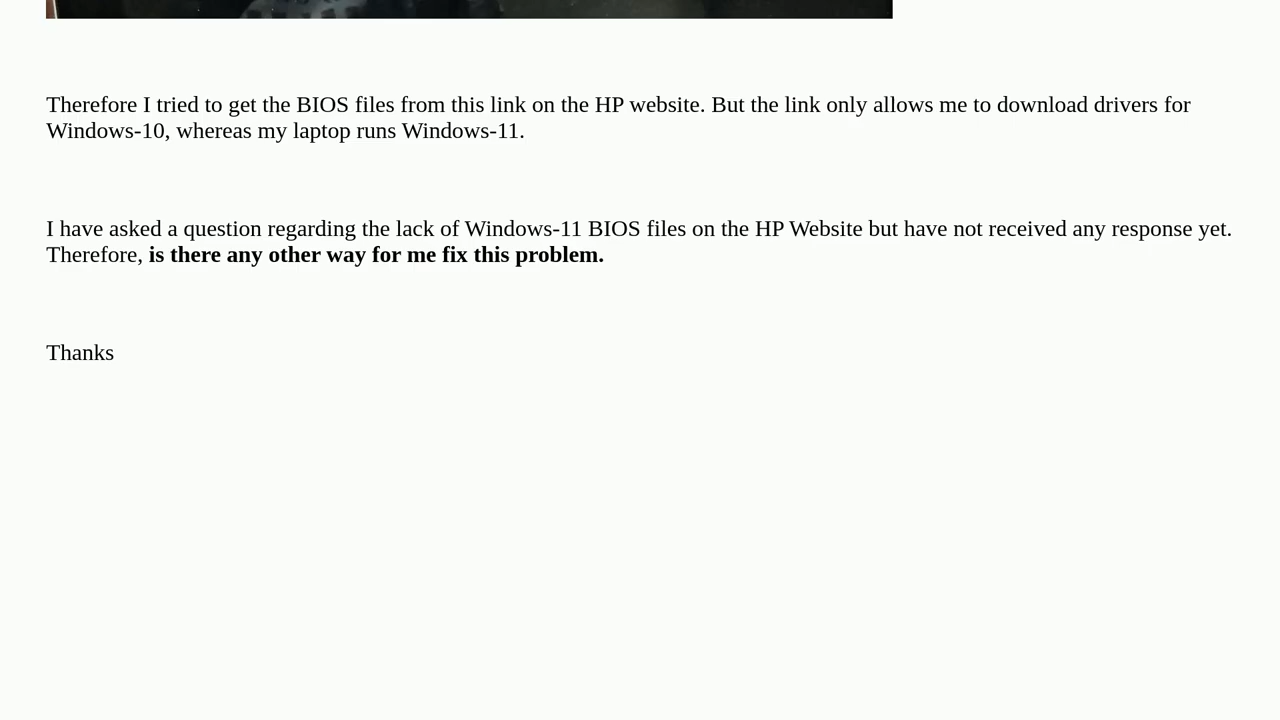 Therefore I tried to get the BIOS files from this link on the HP website. But the link only allows me to download drivers for
Windows-10, whereas my laptop runs Windows-11.
I have asked a question regarding the lack of Windows-11 BIOS files on the HP Website but have not received any response yet.
Therefore, is there any other way for me fix this problem.
Thanks